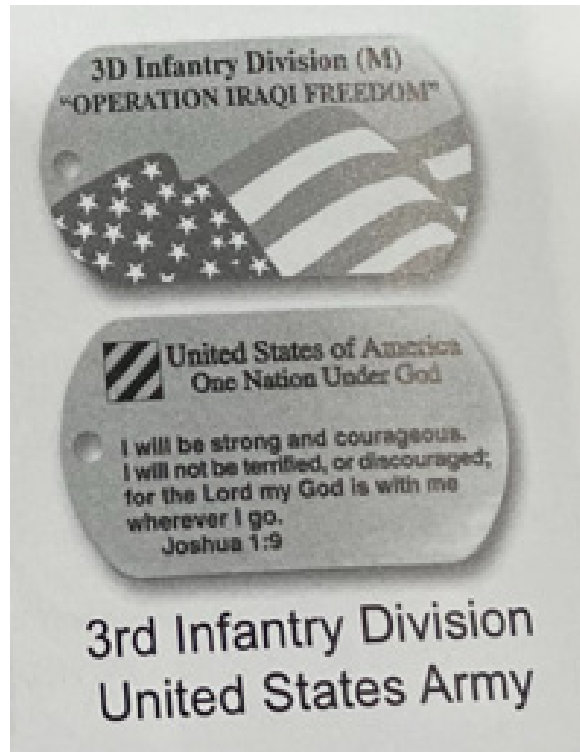 3D Infantry Division (M)
“OPERATION IRAQI FREEDOM”
United States of America
One Nation Under God
I will be strong and courageous.
I will not be terrified, or discouraged;
for the Lord my God is with me
wherever I go.
Joshua 1:9
3rd Infantry Division
United States Army